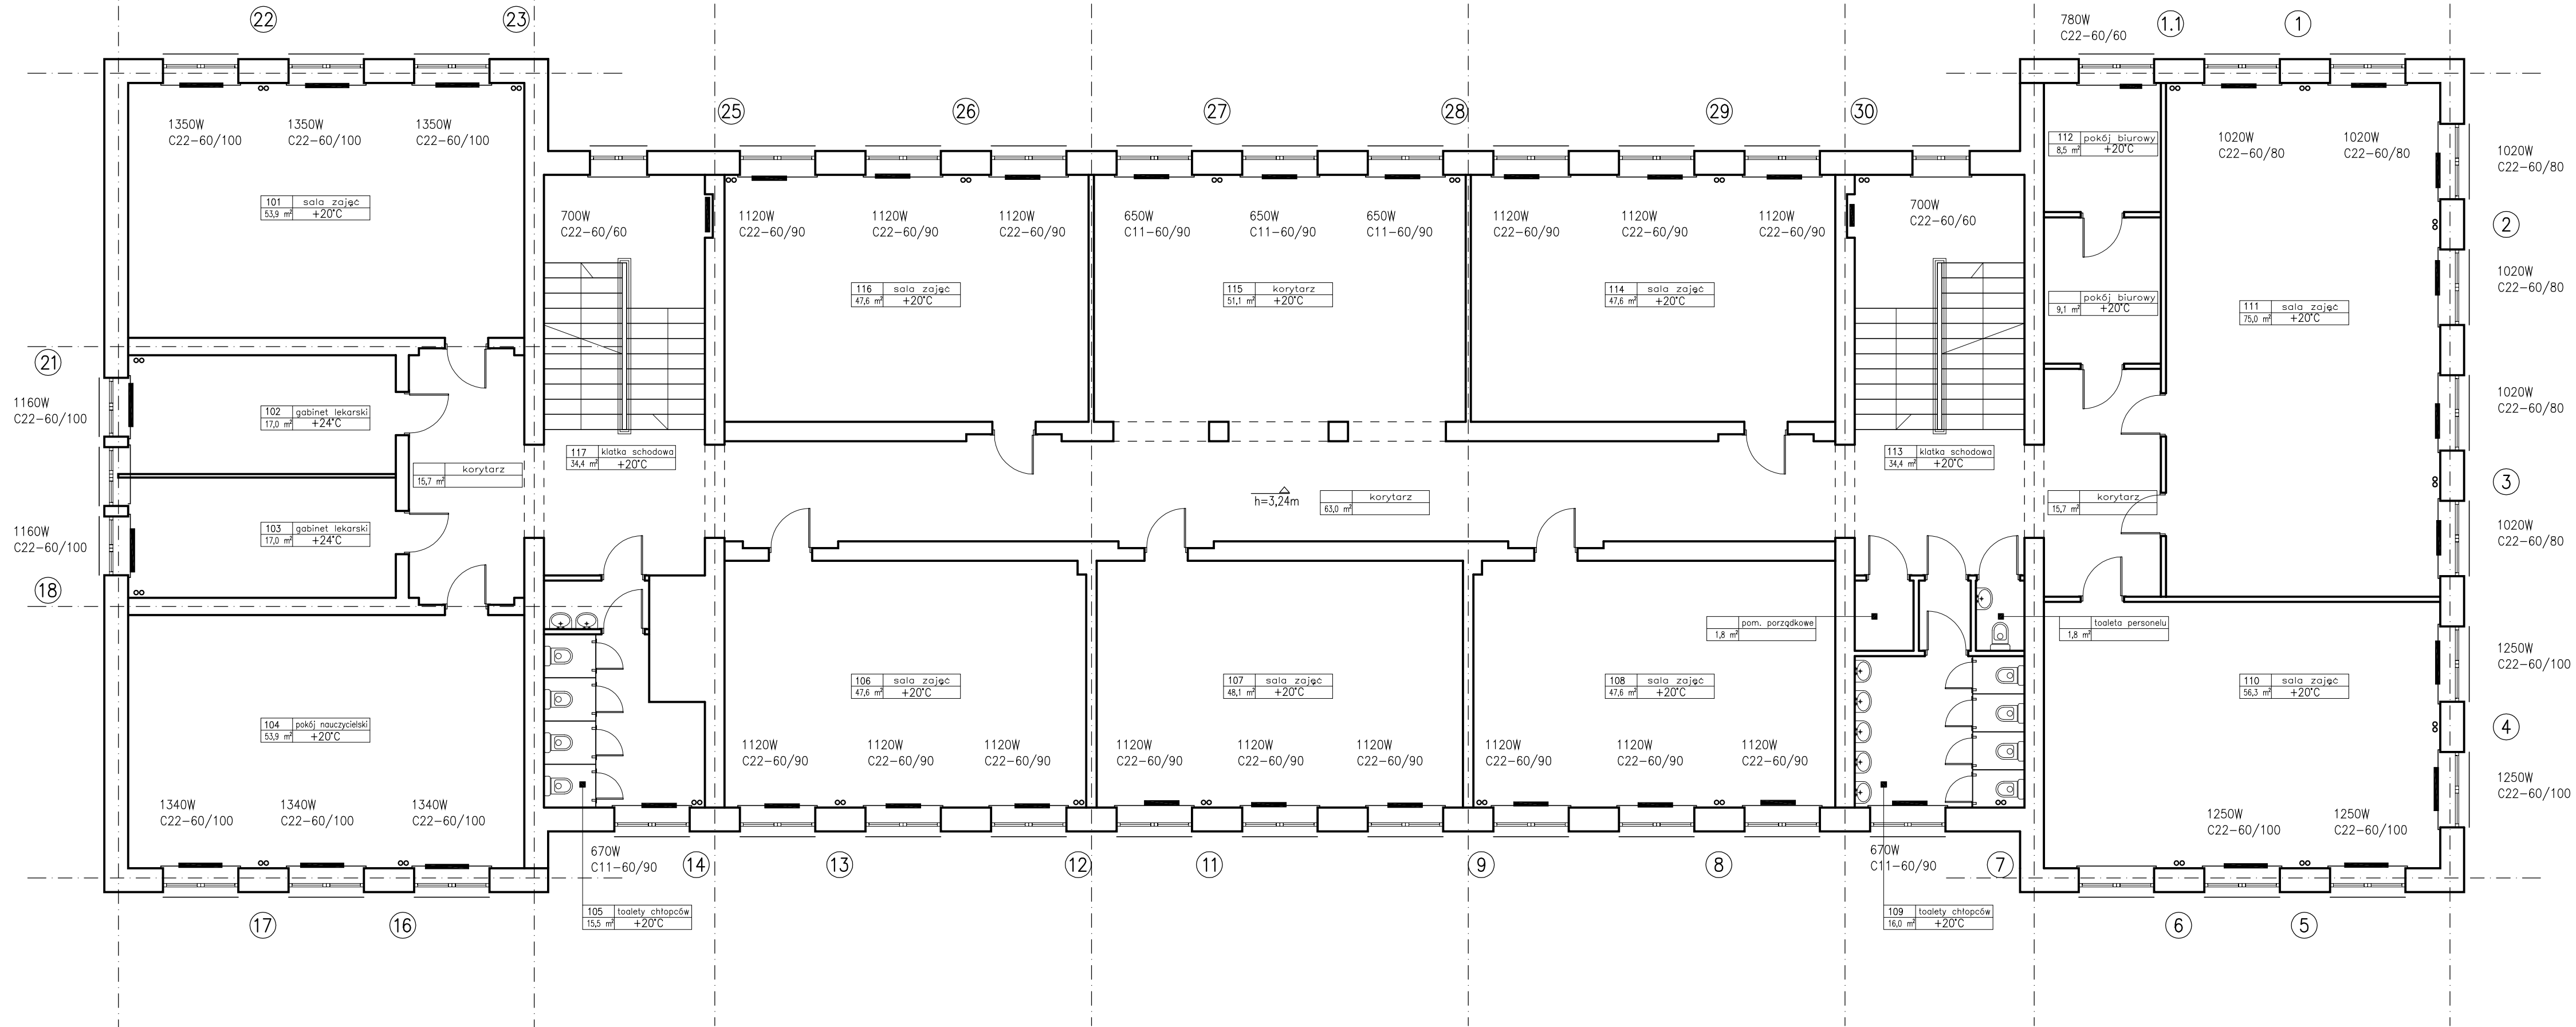 22
23
780W
C22-60/60
1.1
1
25
26
27
28
29
30
1350W
C22-60/100
1350W
C22-60/100
1350W
C22-60/100
1020W
C22-60/80
1020W
C22-60/80
1020W
C22-60/80
112 pokój biurowy
8,5 m² +20°C
101 sala zajęć
53,9 m² +20°C
700W
C22-60/60
1120W
C22-60/90
1120W
C22-60/90
1120W
C22-60/90
650W
C11-60/90
650W
C11-60/90
650W
C11-60/90
1120W
C22-60/90
1120W
C22-60/90
1120W
C22-60/90
700W
C22-60/60
2
1020W
C22-60/80
116 sala zajęć
47,6 m² +20°C
115 korytarz
51,1 m² +20°C
114 sala zajęć
47,6 m² +20°C
pokój biurowy
9,1 m² +20°C
111 sala zajęć
75,0 m² +20°C
21
1160W
C22-60/100
102 gabinet lekarski
17,0 m² +24°C
1020W
C22-60/80
117 klatka schodowa
34,4 m² +20°C
113 klatka schodowa
34,4 m² +20°C
korytarz
15,7 m²
h=3,24m
korytarz
63,0 m²
korytarz
15,7 m²
3
1160W
C22-60/100
103 gabinet lekarski
17,0 m² +24°C
1020W
C22-60/80
18
pom. porządkowe
1,8 m²
toaleta personelu
1,8 m²
1250W
C22-60/100
106 sala zajęć
47,6 m² +20°C
107 sala zajęć
48,1 m² +20°C
108 sala zajęć
47,6 m² +20°C
110 sala zajęć
56,3 m² +20°C
104 pokój nauczycielski
53,9 m² +20°C
4
1120W
C22-60/90
1120W
C22-60/90
1120W
C22-60/90
1120W
C22-60/90
1120W
C22-60/90
1120W
C22-60/90
1120W
C22-60/90
1120W
C22-60/90
1120W
C22-60/90
1250W
C22-60/100
1340W
C22-60/100
1340W
C22-60/100
1340W
C22-60/100
1250W
C22-60/100
1250W
C22-60/100
670W
C11-60/90
14
13
12
11
9
8
670W
C11-60/90
7
17
16
105 toalety chłopców
15,5 m² +20°C
109 toalety chłopców
16,0 m² +20°C
6
5